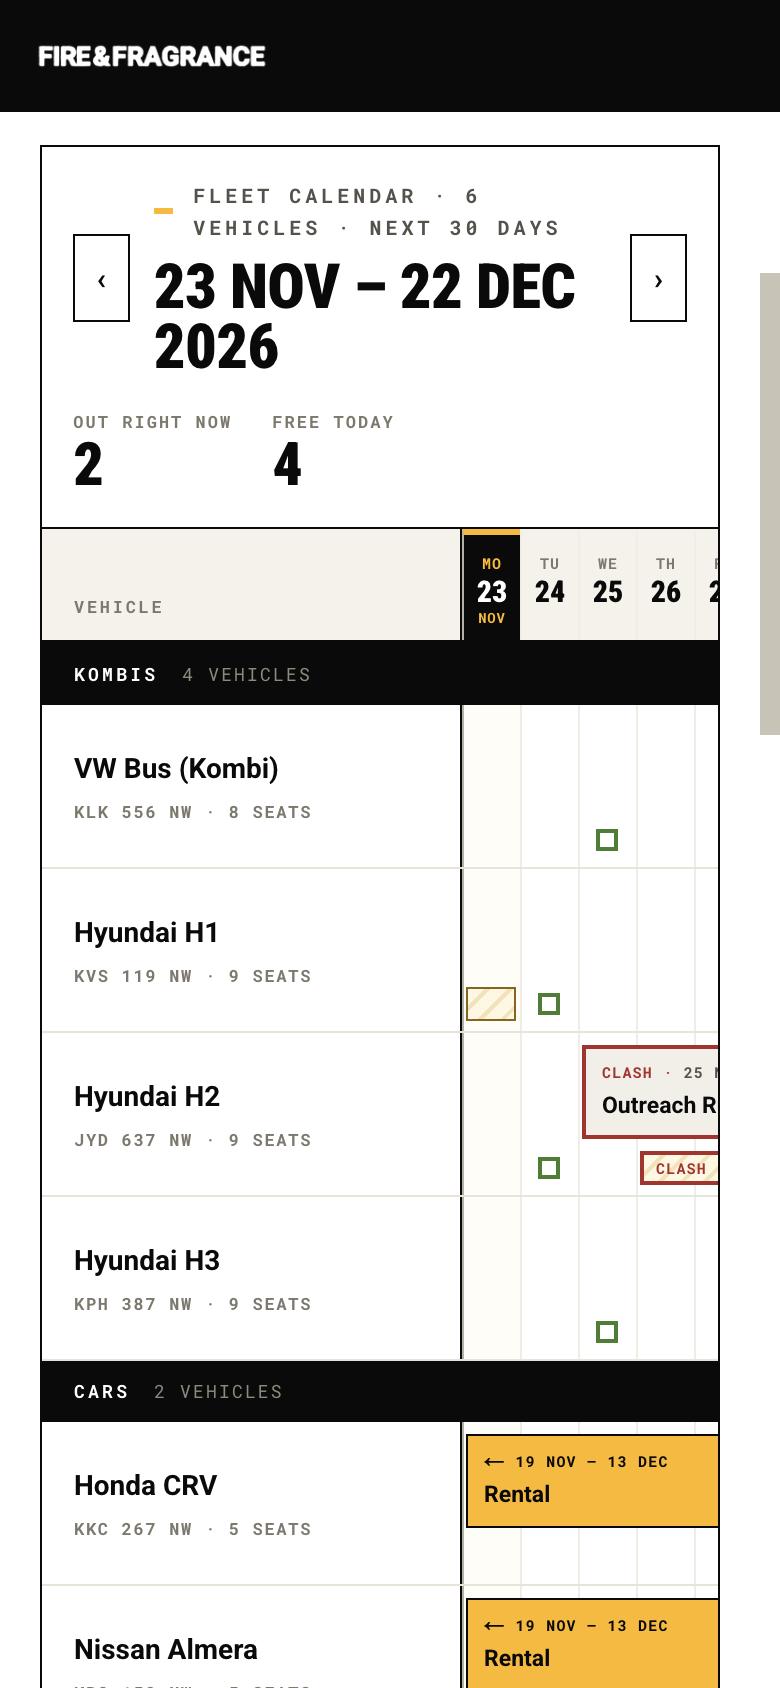 FIRE&FRAGRANCE
FLEET CALENDAR · 6
VEHICLES · NEXT 30 DAYS
‹
›
23 NOV – 22 DEC
2026
OUT RIGHT NOW FREE TODAY
2 4
MO TU WE TH
VEHICLE 23 24 25 26
NOV
KOMBIS 4 VEHICLES
VW Bus (Kombi)
KLK 556 NW · 8 SEATS
Hyundai H1
KVS 119 NW · 9 SEATS
CLASH · 25
Hyundai H2
Outreach R
JYD 637 NW · 9 SEATS
CLASH
Hyundai H3
KPH 387 NW · 9 SEATS
CARS 2 VEHICLES
← 19 NOV – 13 DEC
Honda CRV
Rental
KKC 267 NW · 5 SEATS
← 19 NOV – 13 DEC
Nissan Almera
Rental